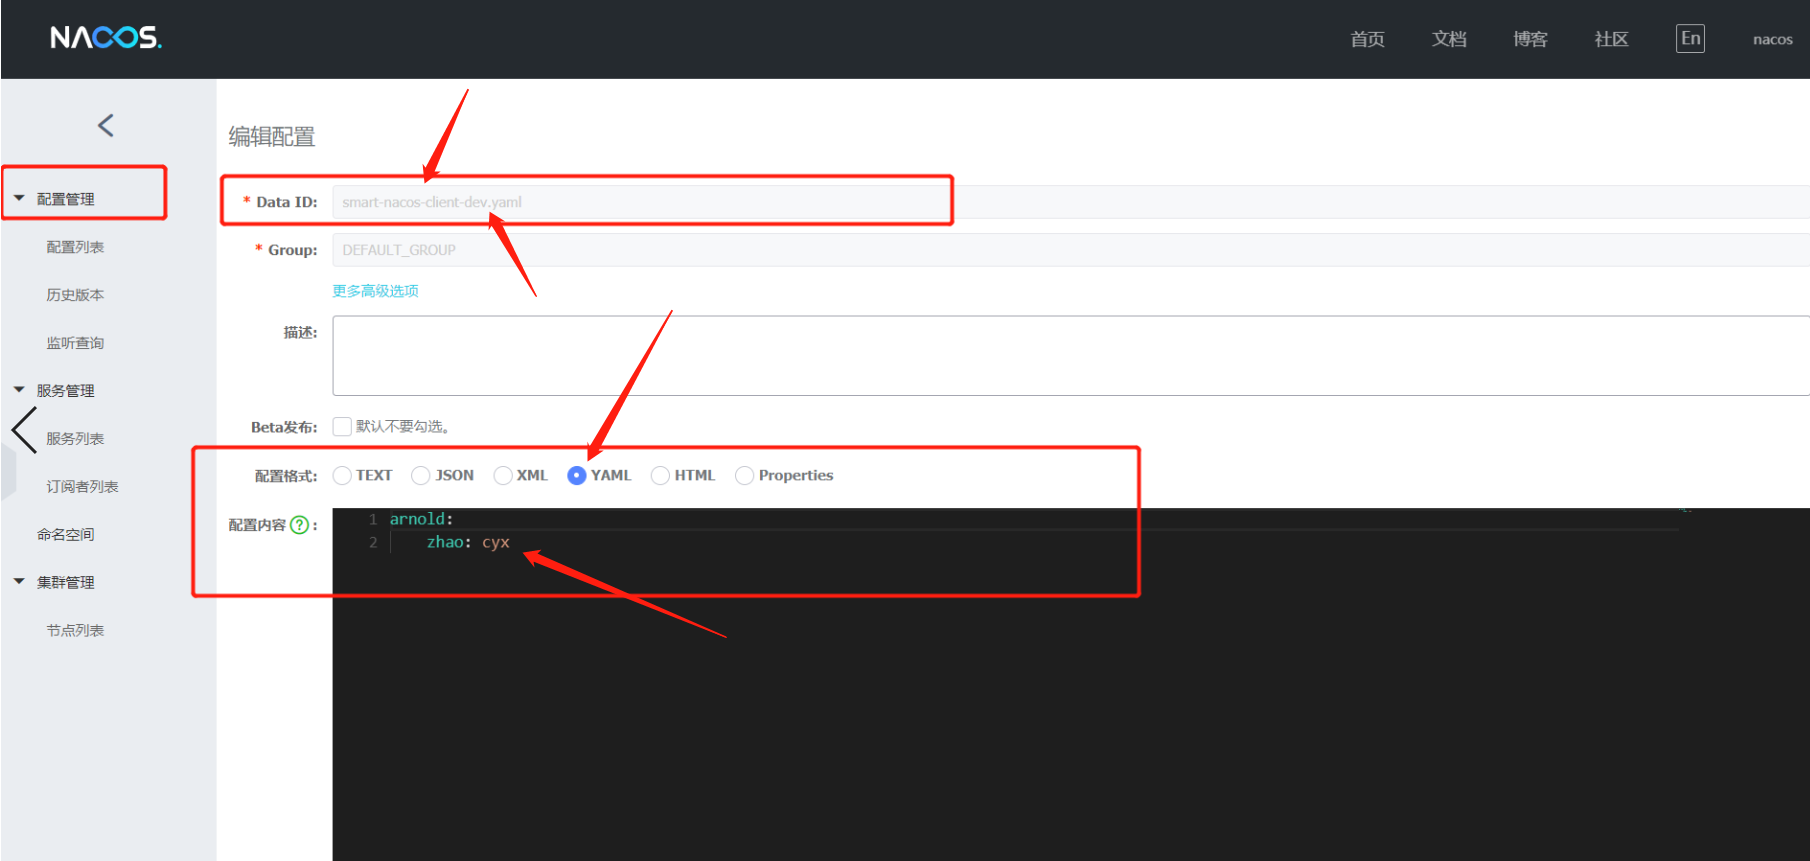 NACOS.
首页 文档 博客 社区 En nacos
编辑配置
配置管理
* Data ID: smart-nacos-client-dev.yaml
配置列表
* Group: DEFAULT_GROUP
历史版本
更多高级选项
监听查询
描述:
服务管理
Beta发布: 默认不要勾选。
服务列表
配置格式: TEXT JSON XML YAML HTML Properties
订阅者列表
配置内容 ? :
1 arnold:
2 zhao: cyx
命名空间
集群管理
节点列表